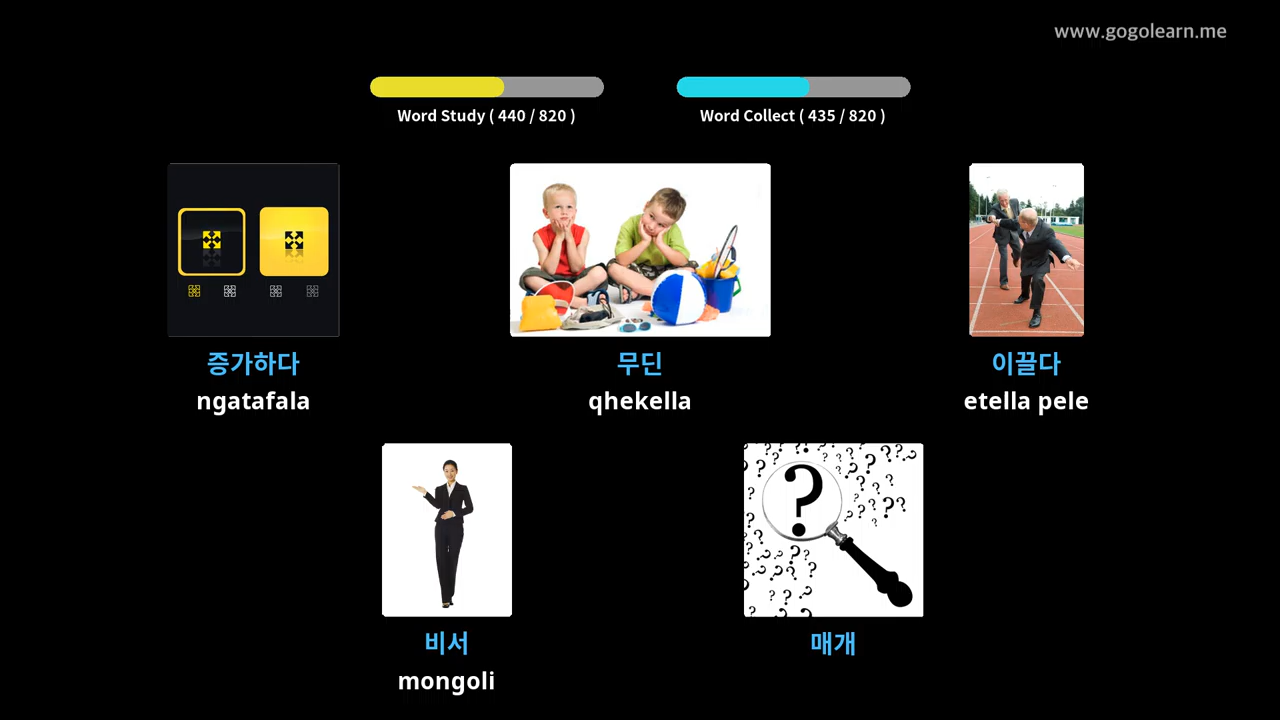 www.gogolearn.me
Word Study ( 440 / 820 )
Word Collect ( 435 / 820 )
증가하다
ngatafala
무딘
qhekella
이끌다
etella pele
비서
mongoli
매개